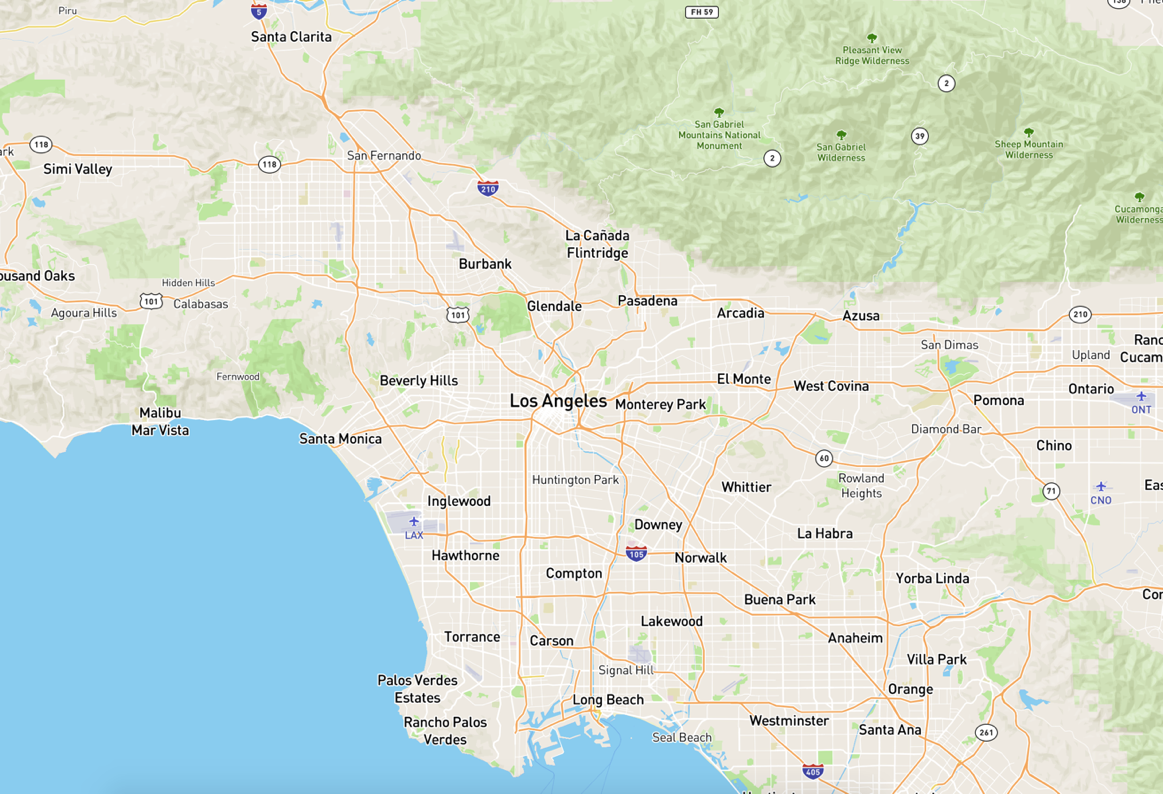 Piru
5
Santa Clarita
FH 59
Pleasant View
Ridge Wilderness
2
San Gabriel
Mountains National
Monument
San Gabriel
Wilderness
39
Sheep Mountain
Wilderness
2
118
Simi Valley
118
San Fernando
210
Cucamonga
Wilderness
La Cañada
Flintridge
Burbank
ousand Oaks
Hidden Hills
101
Calabasas
Agoura Hills
101
Glendale
Pasadena
Arcadia
Azusa
210
San Dimas
Upland
Ranc
Cucam
Fernwood
Beverly Hills
El Monte
West Covina
Ontario
ONT
Los Angeles
Monterey Park
Pomona
Malibu
Mar Vista
Santa Monica
Diamond Bar
Chino
60
Huntington Park
Whittier
Rowland
Heights
71
CNO
Eas
Inglewood
LAX
Downey
La Habra
Hawthorne
105
Norwalk
Compton
Yorba Linda
Buena Park
Cor
Lakewood
Torrance
Carson
Anaheim
Villa Park
Signal Hill
Palos Verdes
Estates
Orange
Long Beach
Rancho Palos
Verdes
Westminster
Santa Ana
261
Seal Beach
405